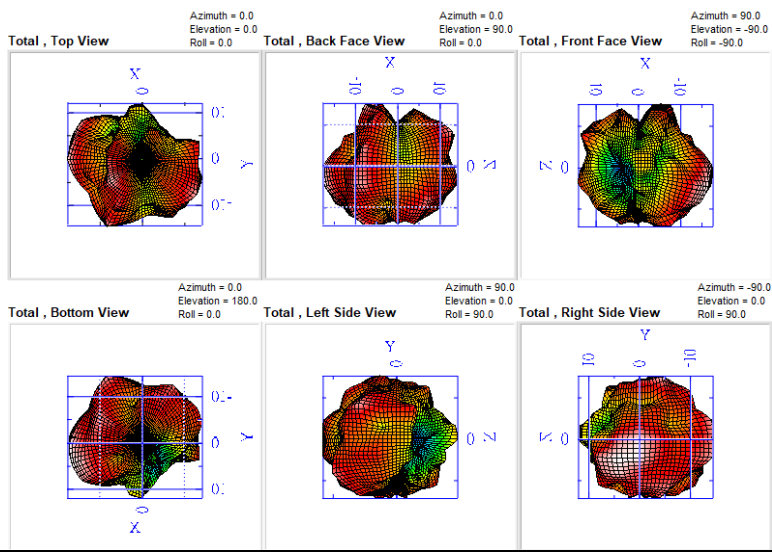 Azimuth = 0.0
Elevation = 0.0
Roll = 0.0
Total , Top View
Azimuth = 0.0
Elevation = 90.0
Roll = 0.0
Total , Back Face View
Azimuth = 90.0
Elevation = -90.0
Roll = -90.0
Total , Front Face View
X
0
0
Y
X
-10
0
10
0
Z
X
10
0
-10
Z
0
Azimuth = 0.0
Elevation = 180.0
Roll = 0.0
Total , Bottom View
Azimuth = 90.0
Elevation = 0.0
Roll = 90.0
Total , Left Side View
Azimuth = -90.0
Elevation = 0.0
Roll = 90.0
Total , Right Side View
0
Y
0
X
Y
0
0
Z
Y
10
0
-10
Z
0